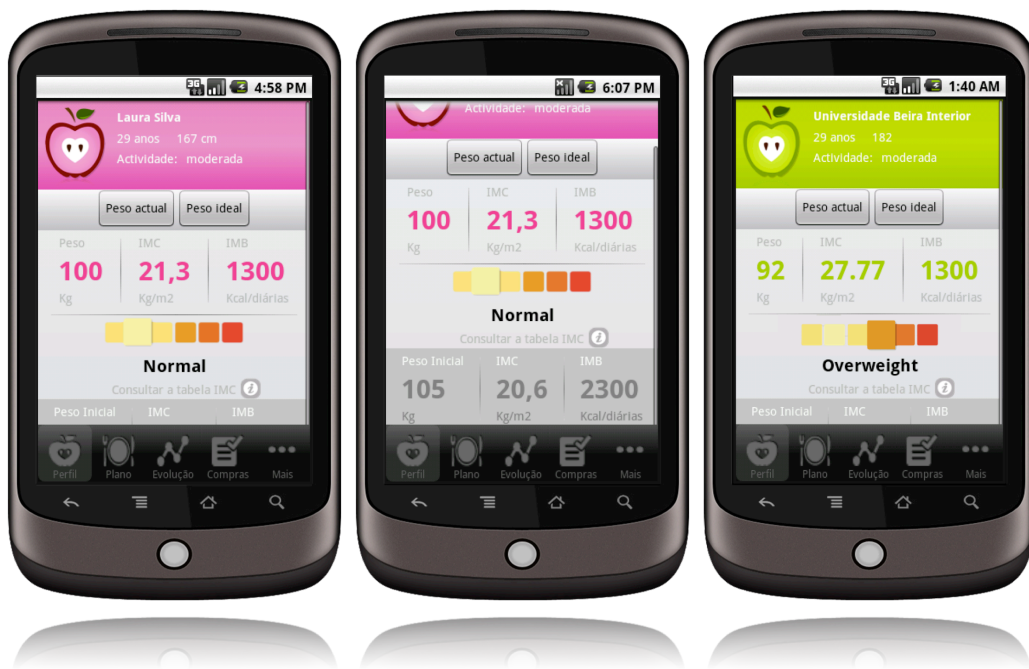 4:58 PM
Laura Silva
29 anos 167 cm
Actividade: moderada
Peso actual Peso ideal
Peso IMC IMB
100 21,3 1300
Kg Kg/m2 Kcal/diárias
Normal
Consultar a tabela IMC i
Peso Inicial IMC IMB
Perfil Plano Evolução Compras Mais
6:07 PM
Actividade: moderada
Peso actual Peso ideal
Peso IMC IMB
100 21,3 1300
Kg Kg/m2 Kcal/diárias
Normal
Consultar a tabela IMC i
Peso Inicial IMC IMB
105 20,6 2300
Kg Kg/m2 Kcal/diárias
Perfil Plano Evolução Compras Mais
3G 1:40 AM
Universidade Beira Interior
29 anos 182
Actividade: moderada
Peso actual Peso ideal
Peso IMC IMB
92 27.77 1300
Kg Kg/m2 Kcal/diárias
Overweight
Consultar a tabela IMC i
Peso Inicial IMC IMB
Perfil Plano Evolução Compras Mais